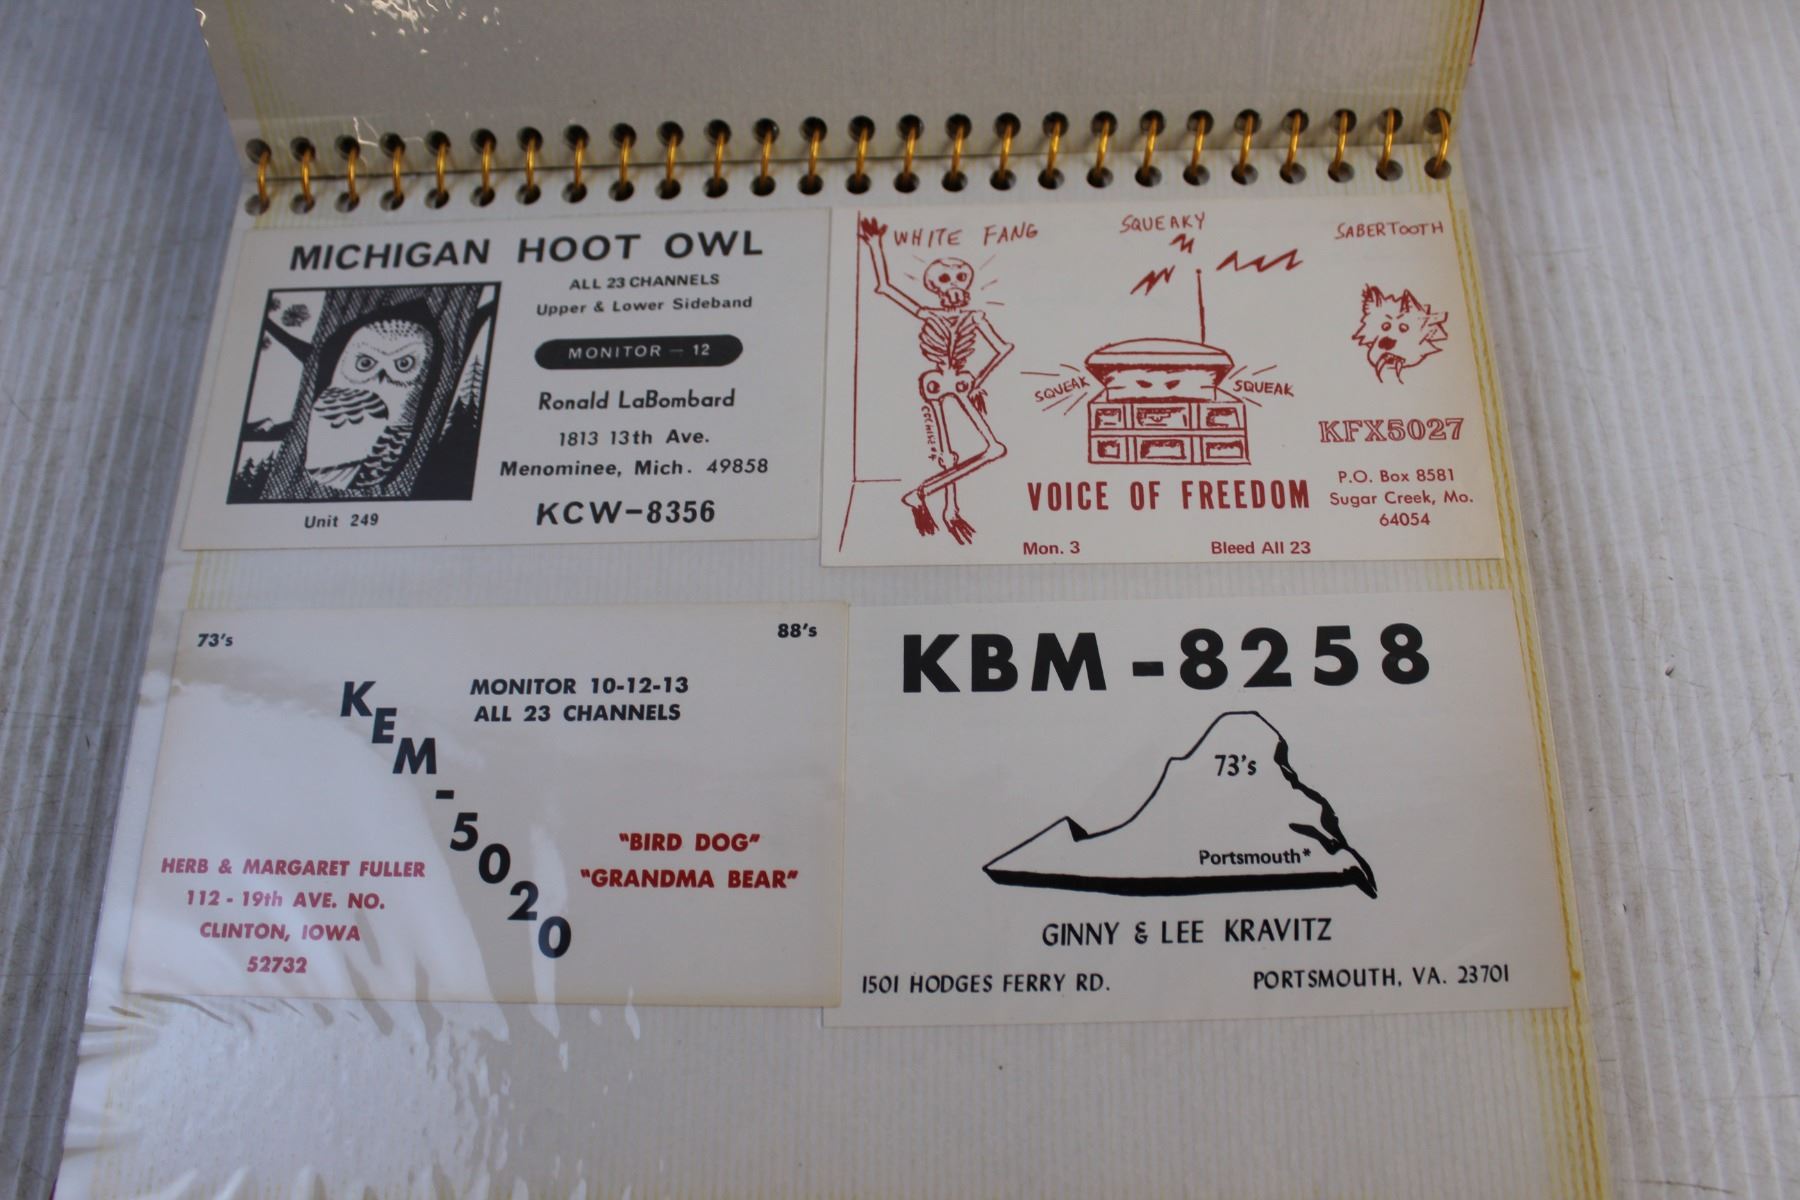 MICHIGAN HOOT OWL
ALL 23 CHANNELS
Upper & Lower Sideband
MONITOR — 12
Ronald LaBombard
1813 13th Ave.
Menominee, Mich. 49858
KCW-8356
Unit 249
WHITE FANG
SQUEAKY
SABERTOOTH
SQUEAK
SQUEAK
COCHISE #4
KFX5027
P.O. Box 8581
Sugar Creek, Mo.
64054
VOICE OF FREEDOM
Mon. 3
Bleed All 23
73's
88's
KEM-5020
MONITOR 10-12-13
ALL 23 CHANNELS
"BIRD DOG"
"GRANDMA BEAR"
HERB & MARGARET FULLER
112 - 19th AVE. NO.
CLINTON, IOWA
52732
KBM-8258
73's
Portsmouth*
GINNY & LEE KRAVITZ
1501 HODGES FERRY RD.
PORTSMOUTH, VA. 23701